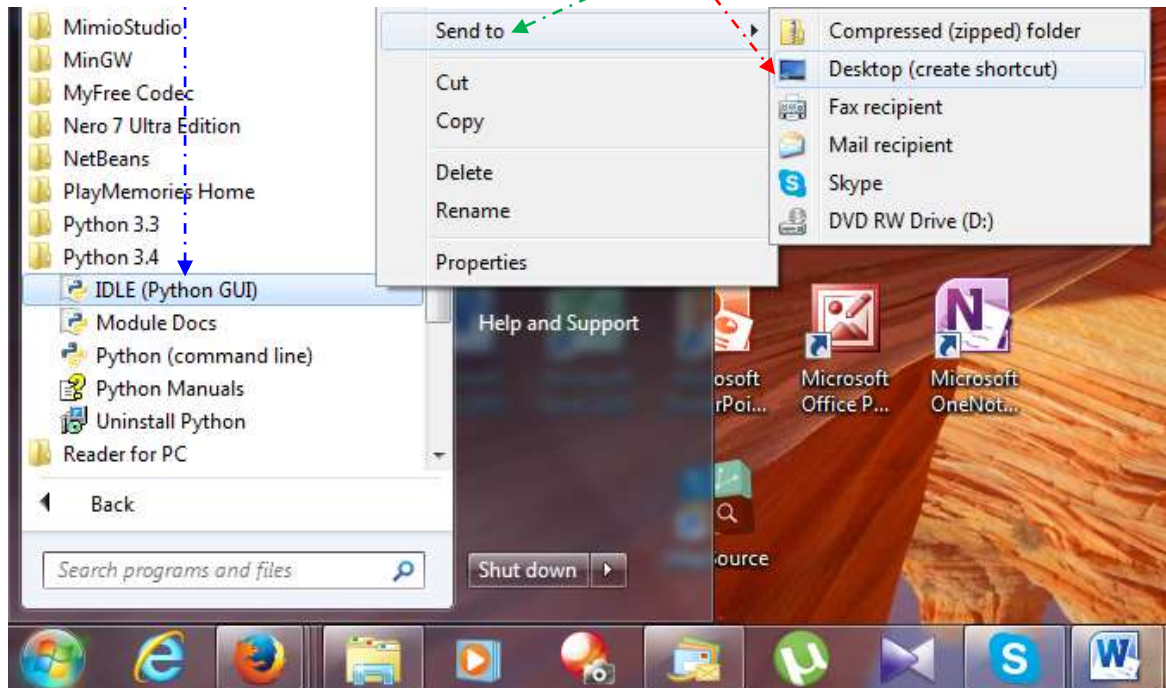 MimioStudio
MinGW
MyFree Codec
Nero 7 Ultra Edition
NetBeans
PlayMemories Home
Python 3.3
Python 3.4
IDLE (Python GUI)
Module Docs
Python (command line)
Python Manuals
Uninstall Python
Reader for PC
Back
Search programs and files
Send to
Cut
Copy
Delete
Rename
Properties
Compressed (zipped) folder
Desktop (create shortcut)
Fax recipient
Mail recipient
Skype
DVD RW Drive (D:)
Help and Support
Shut down
osoft
rPoi...
Microsoft
Office P...
Microsoft
OneNot...
ource